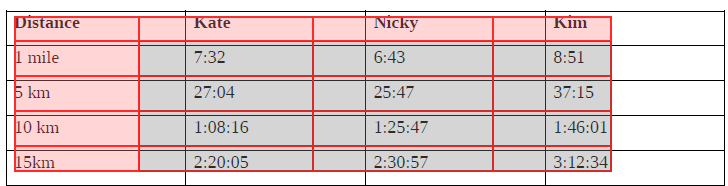 Distance Kate Nicky Kim
1 mile 7:32 6:43 8:51
5 km 27:04 25:47 37:15
10 km 1:08:16 1:25:47 1:46:01
15km 2:20:05 2:30:57 3:12:34